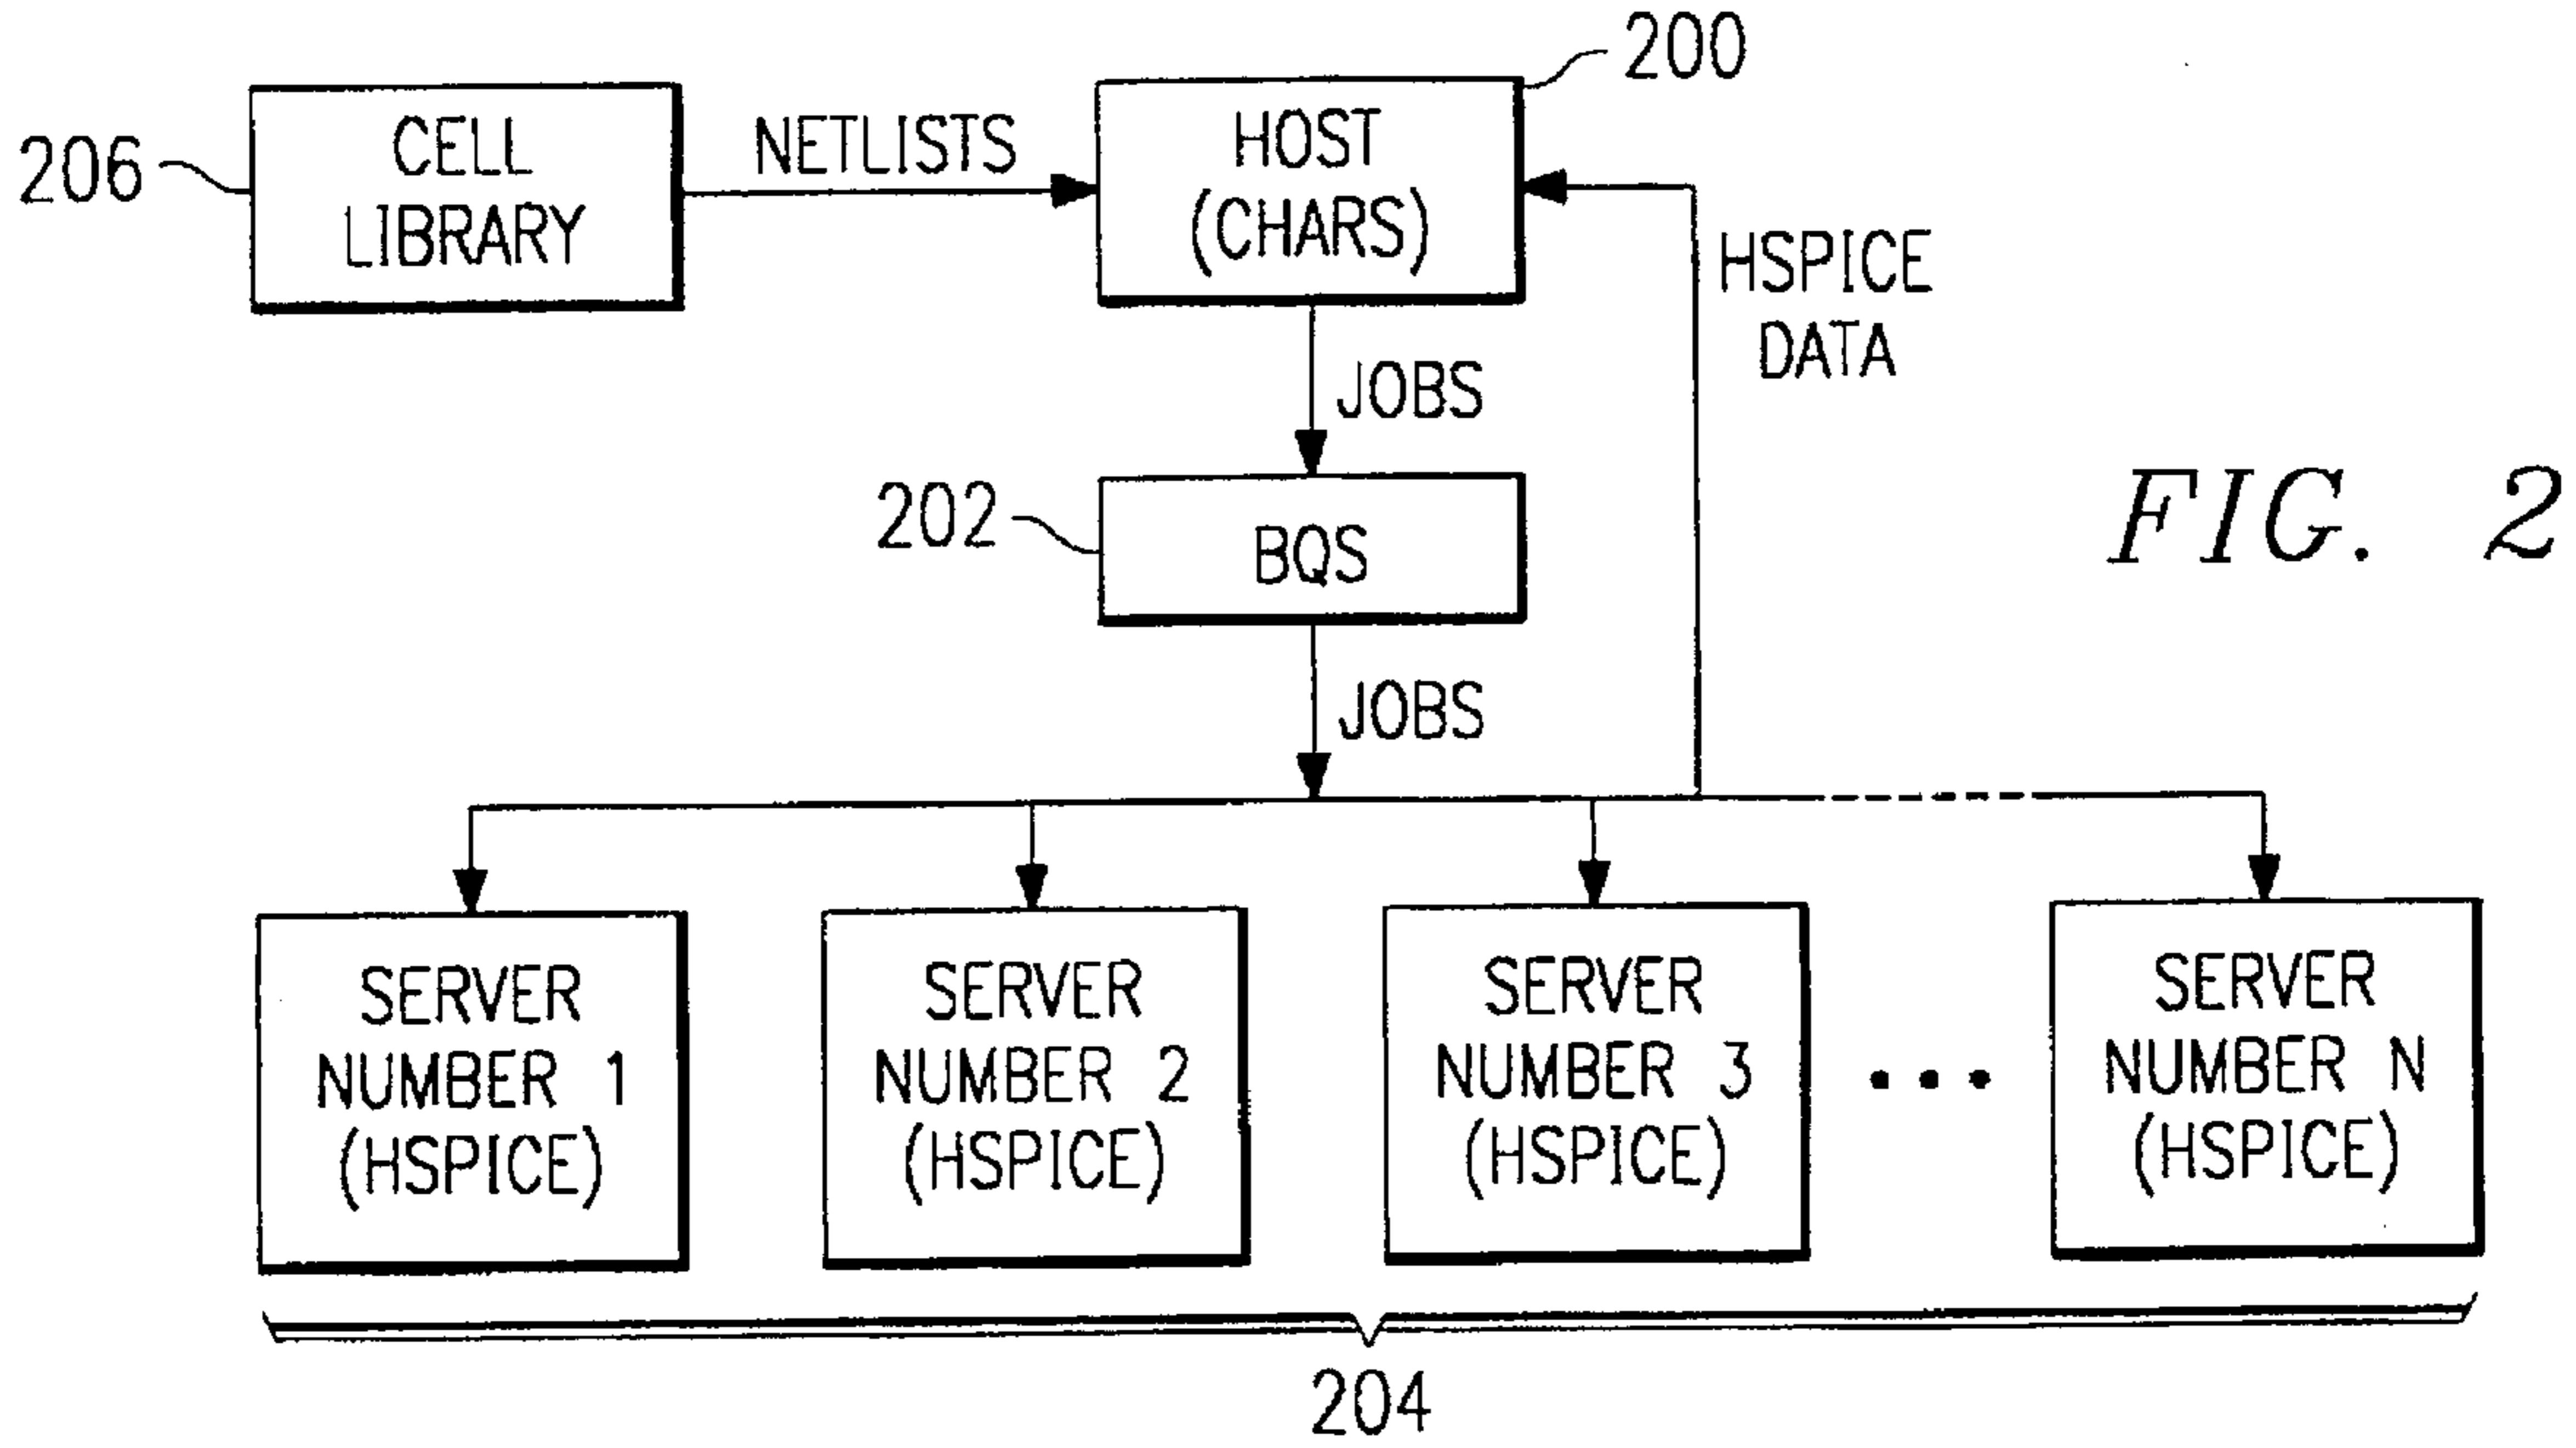 200
206
CELL
LIBRARY
NETLISTS
HOST
(CHARS)
HSPICE
DATA
JOBS
202
BQS
FIG. 2
JOBS
SERVER
NUMBER 1
(HSPICE)
SERVER
NUMBER 2
(HSPICE)
SERVER
NUMBER 3
(HSPICE)
• • •
SERVER
NUMBER N
(HSPICE)
204